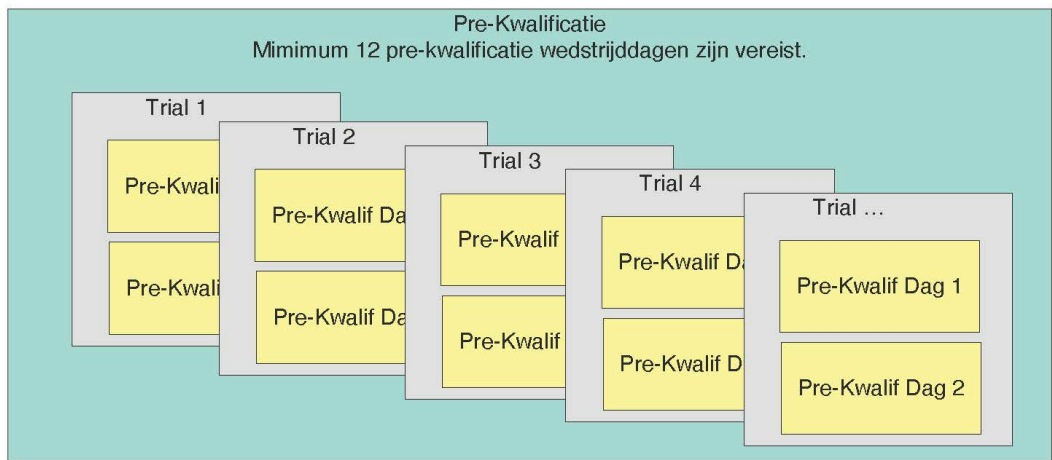 Pre-Kwalificatie
Mimimum 12 pre-kwalificatie wedstrijddagen zijn vereist.
Trial 1
Pre-Kwali
Pre-Kwali
Trial 2
Pre-Kwalif Da
Pre-Kwalif Da
Trial 3
Pre-Kwalif
Pre-Kwalif
Trial 4
Pre-Kwalif Da
Pre-Kwalif D
Trial ...
Pre-Kwalif Dag 1
Pre-Kwalif Dag 2